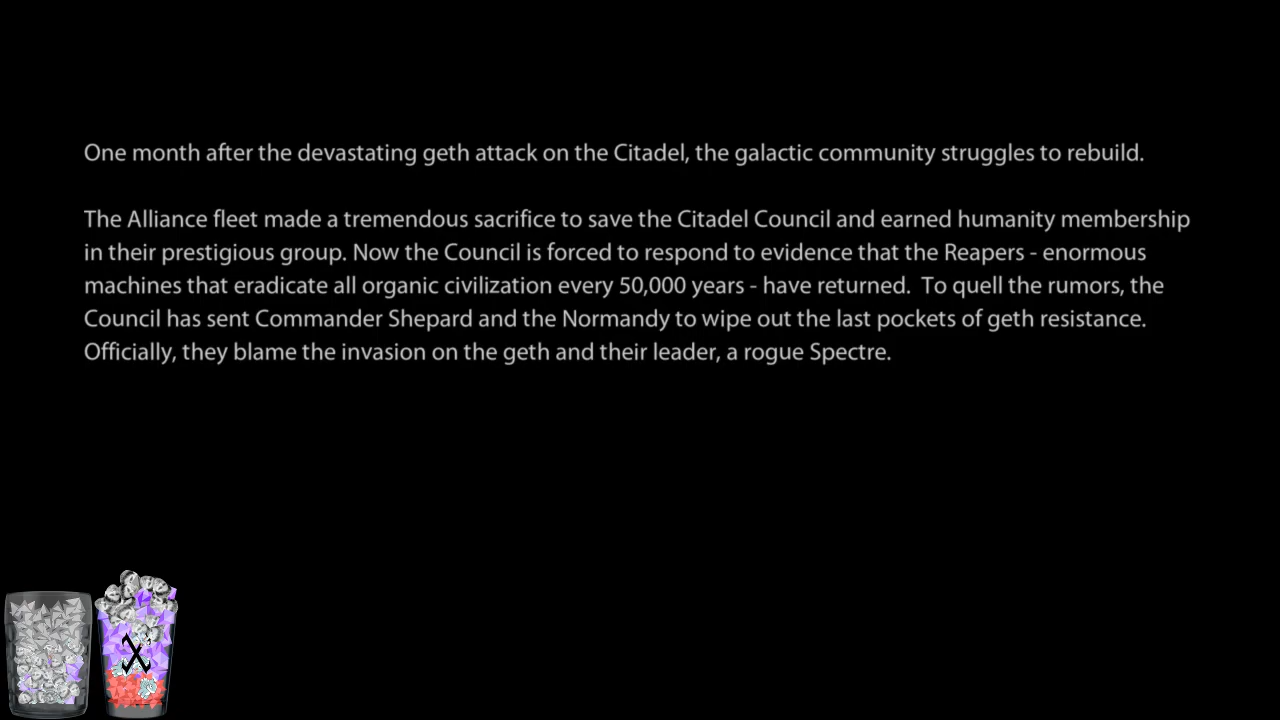 One month after the devastating geth attack on the Citadel, the galactic community struggles to rebuild.
The Alliance fleet made a tremendous sacrifice to save the Citadel Council and earned humanity membership
in their prestigious group. Now the Council is forced to respond to evidence that the Reapers - enormous
machines that eradicate all organic civilization every 50,000 years - have returned.  To quell the rumors, the
Council has sent Commander Shepard and the Normandy to wipe out the last pockets of geth resistance.
Officially, they blame the invasion on the geth and their leader, a rogue Spectre.
X